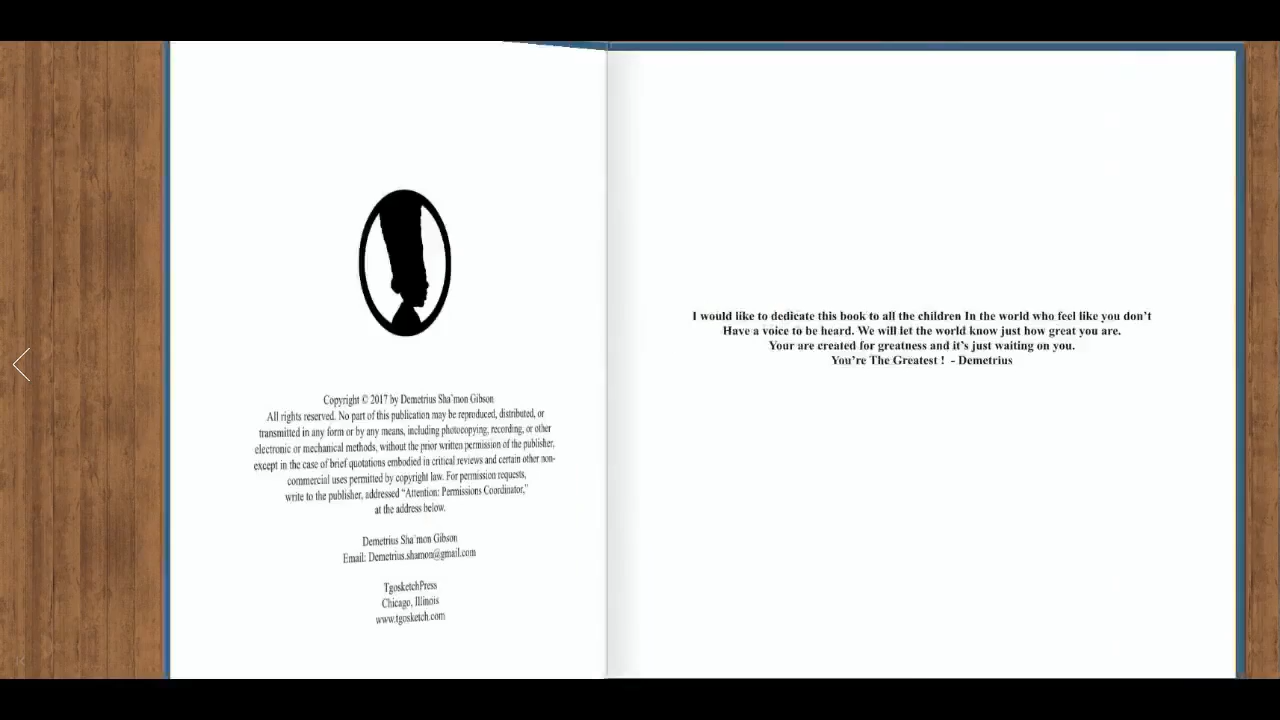 Copyright © 2017 by Demetrius Sha'mon Gibson
All rights reserved. No part of this publication may be reproduced, distributed, or
transmitted in any form or by any means, including photocopying, recording, or other
electronic or mechanical methods, without the prior written permission of the publisher,
except in the case of brief quotations embodied in critical reviews and certain other non-
commercial uses permitted by copyright law. For permission requests,
write to the publisher, addressed “Attention: Permissions Coordinator,”
at the address below.
Demetrius Sha'mon Gibson
Email: Demetrius.shamon@gmail.com
TgosketchPress
Chicago, Illinois
www.tgosketch.com
I would like to dedicate this book to all the children In the world who feel like you don’t
Have a voice to be heard. We will let the world know just how great you are.
Your are created for greatness and it’s just waiting on you.
You’re The Greatest ! - Demetrius